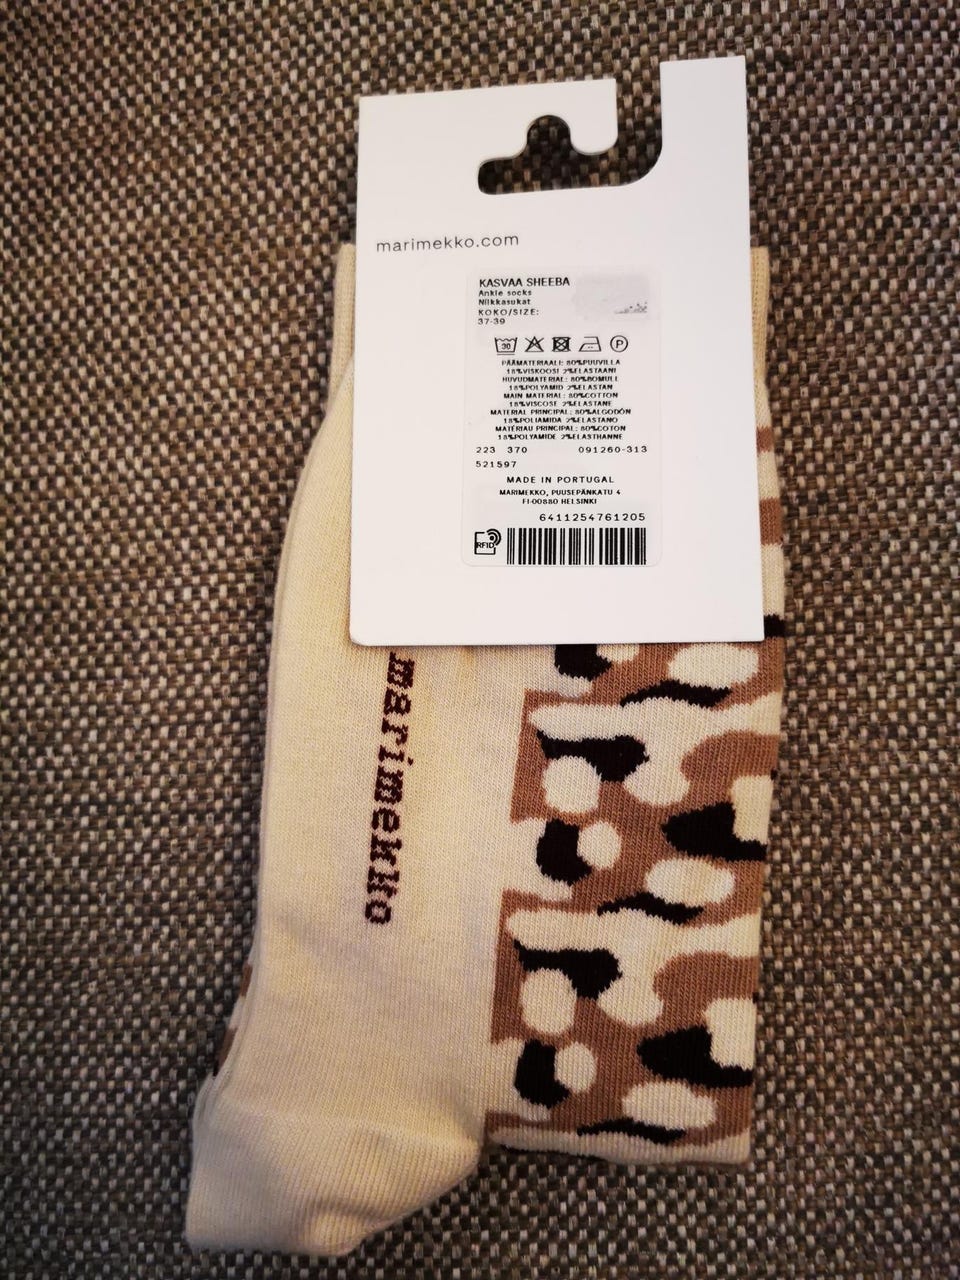 marimekko.com
KASVAA SHEEBA
Ankle socks
Nilkkasukat
KOKO/SIZE:
37-39
30
P
PÄÄMATERIAALI: 80%PUUVILLA
18%VISKOOSI 2%ELASTAANI
HUVUDMATERIAL: 80%BOMULL
18%POLYAMID 2%ELASTAN
MAIN MATERIAL: 80%COTTON
18%VISCOSE 2%ELASTANE
MATERIAL PRINCIPAL: 80%ALGODÓN
18%POLIAMIDA 2%ELASTANO
MATÉRIAU PRINCIPAL: 80%COTON
18%POLYAMIDE 2%ELASTHANNE
223 370 091260-313
521597
MADE IN PORTUGAL
MARIMEKKO, PUUSEPÄNKATU 4
FI-00880 HELSINKI
6411254761205
RFID
marimekko